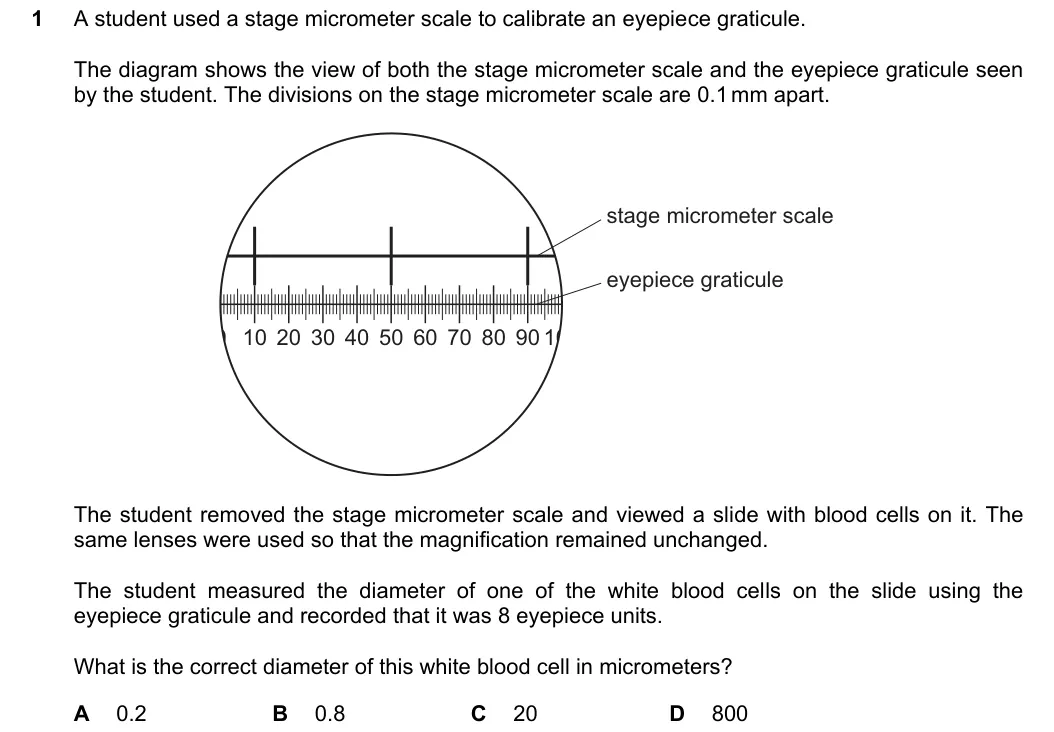 1 A student used a stage micrometer scale to calibrate an eyepiece graticule.
The diagram shows the view of both the stage micrometer scale and the eyepiece graticule seen
by the student. The divisions on the stage micrometer scale are 0.1 mm apart.
stage micrometer scale
eyepiece graticule
10 20 30 40 50 60 70 80 90 1
The student removed the stage micrometer scale and viewed a slide with blood cells on it. The
same lenses were used so that the magnification remained unchanged.
The student measured the diameter of one of the white blood cells on the slide using the
eyepiece graticule and recorded that it was 8 eyepiece units.
What is the correct diameter of this white blood cell in micrometers?
A 0.2 B 0.8 C 20 D 800